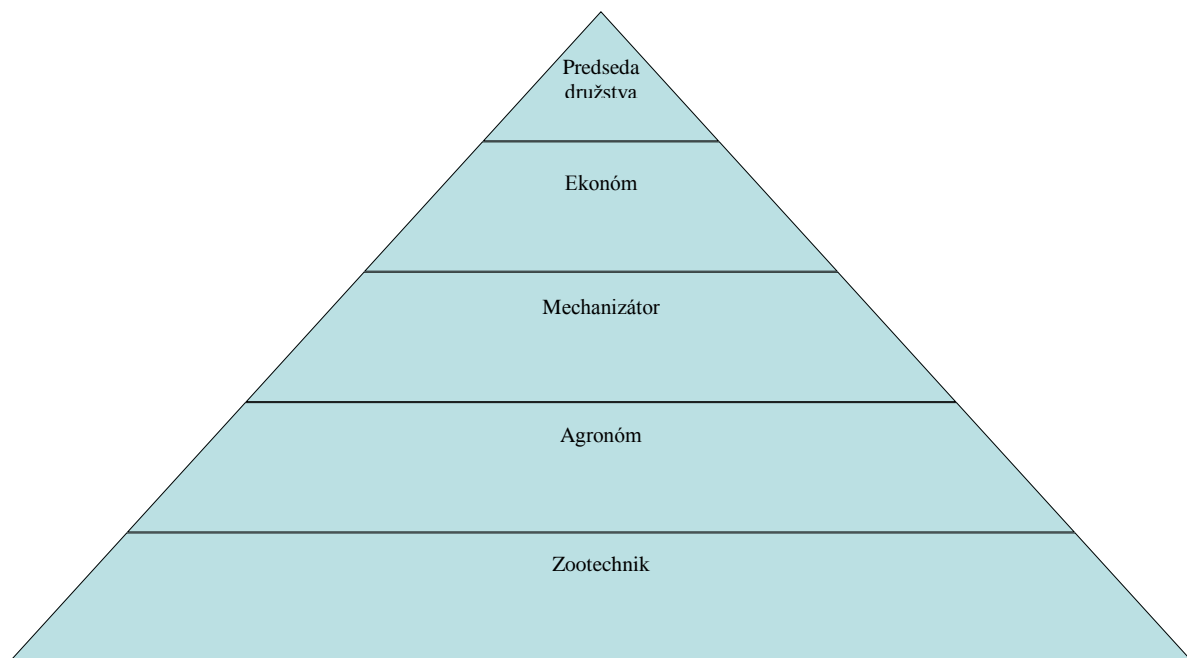 Predseda
družstva
Ekonóm
Mechanizátor
Agronóm
Zootechnik